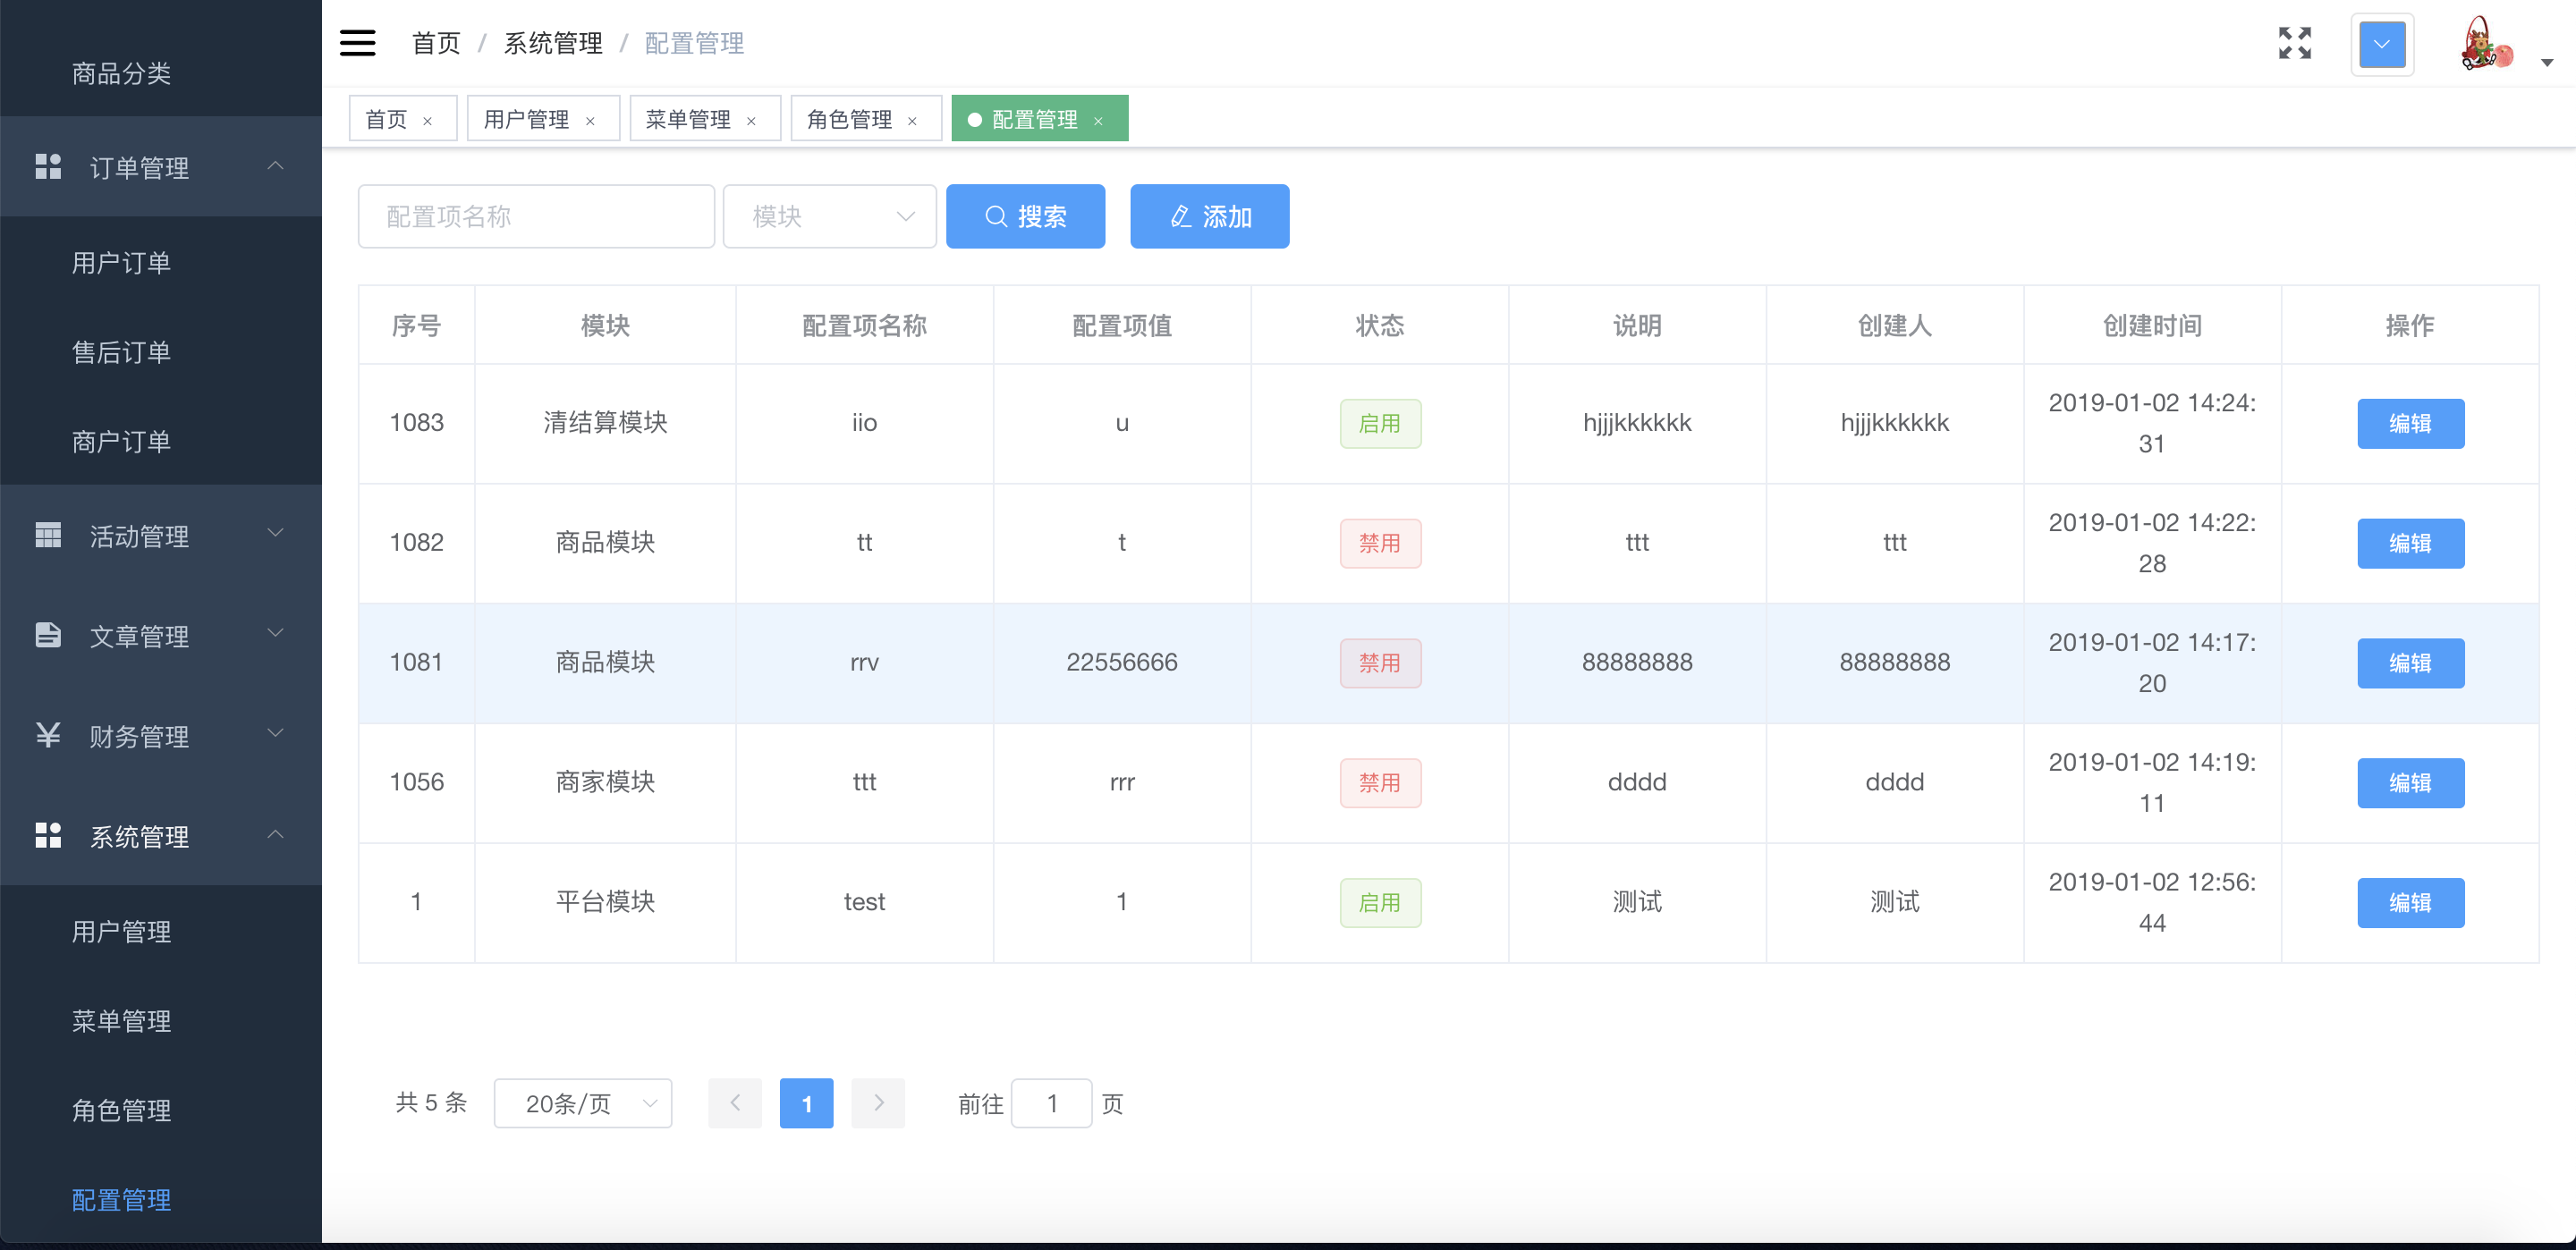 商品分类
订单管理
用户订单
售后订单
商户订单
活动管理
文章管理
财务管理
系统管理
用户管理
菜单管理
角色管理
配置管理
首页 / 系统管理 / 配置管理
首页 × 用户管理 × 菜单管理 × 角色管理 × 配置管理 ×
配置项名称 模块 搜索 添加
序号 模块 配置项名称 配置项值 状态 说明 创建人 创建时间 操作
1083 清结算模块 iio u 启用 hjjjkkkkkk hjjjkkkkkk 2019-01-02 14:24:
31 编辑
1082 商品模块 tt t 禁用 ttt ttt 2019-01-02 14:22:
28 编辑
1081 商品模块 rrv 22556666 禁用 88888888 88888888 2019-01-02 14:17:
20 编辑
1056 商家模块 ttt rrr 禁用 dddd dddd 2019-01-02 14:19:
11 编辑
1 平台模块 test 1 启用 测试 测试 2019-01-02 12:56:
44 编辑
共 5 条 20条/页 1 前往 1 页